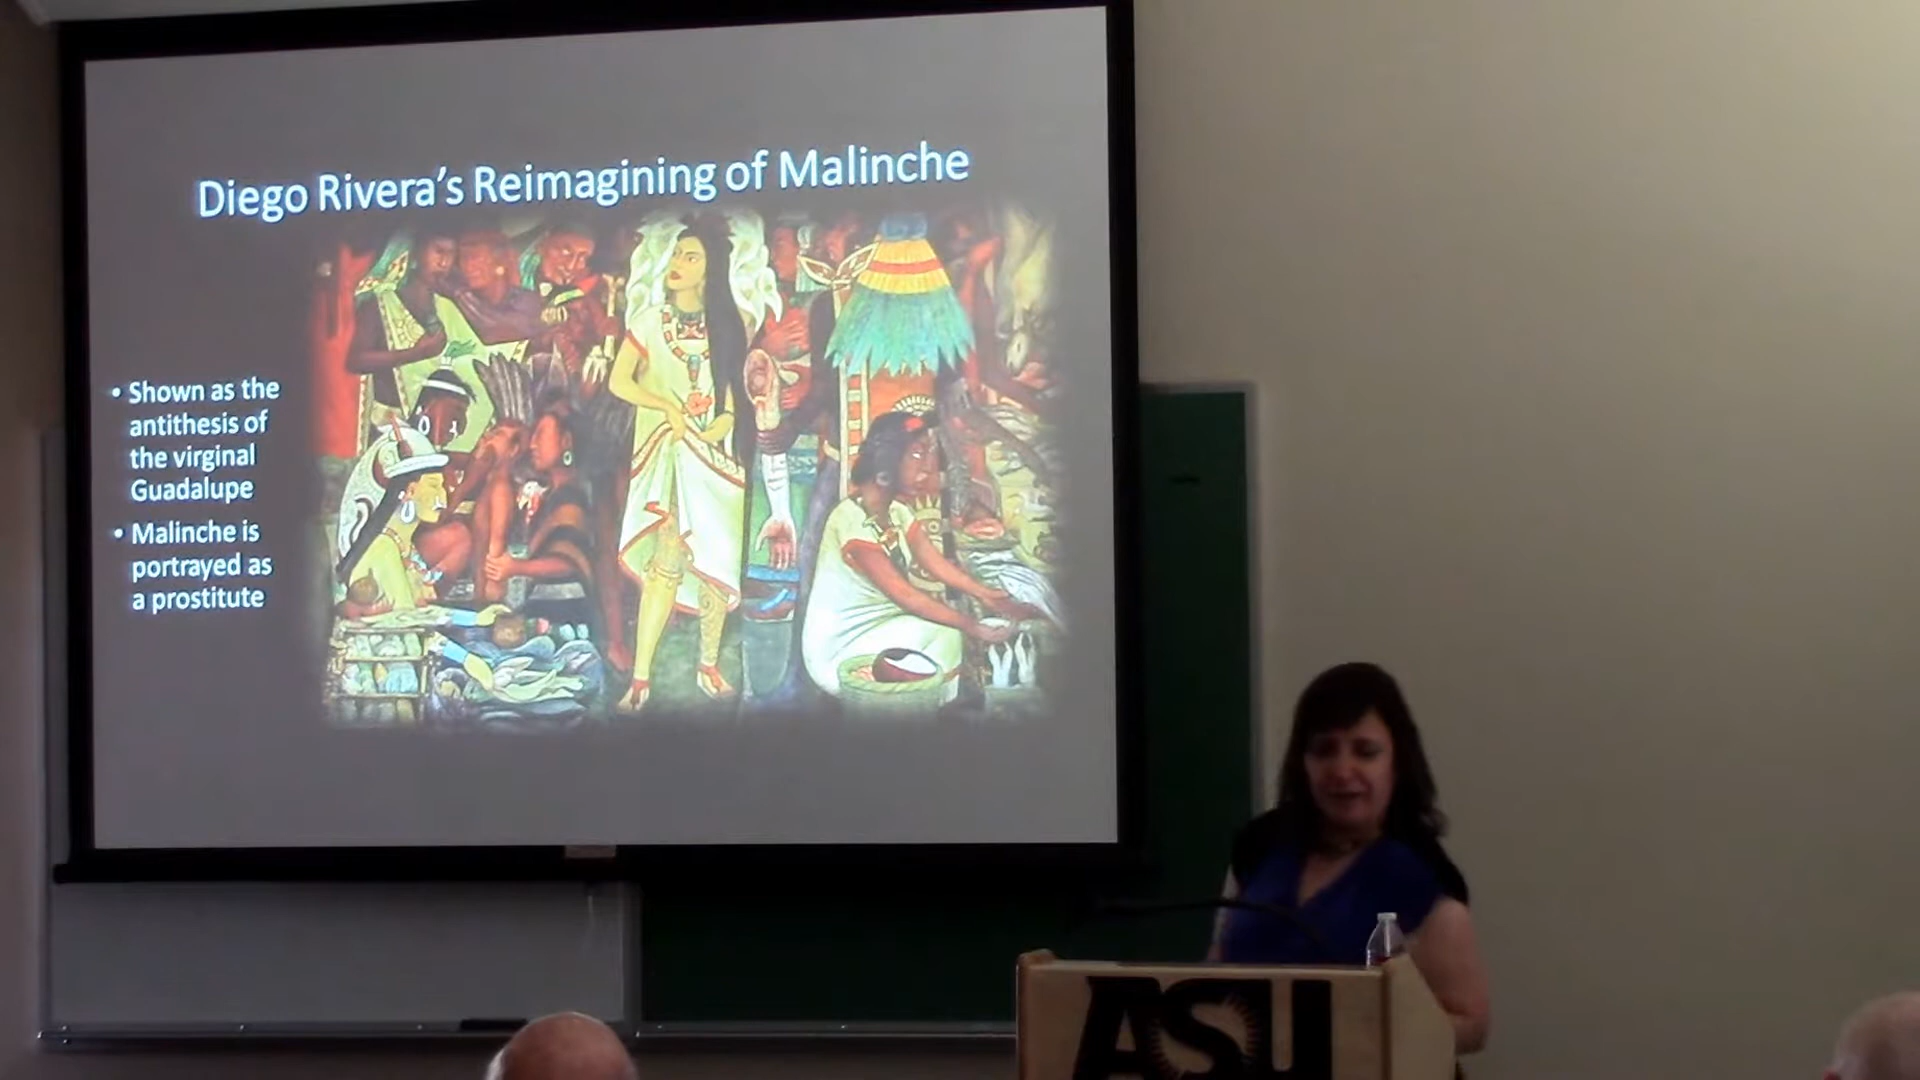 Diego Rivera's Reimagining of Malinche
• Shown as the
antithesis of
the virginal
Guadalupe
• Malinche is
portrayed as
a prostitute
ASU